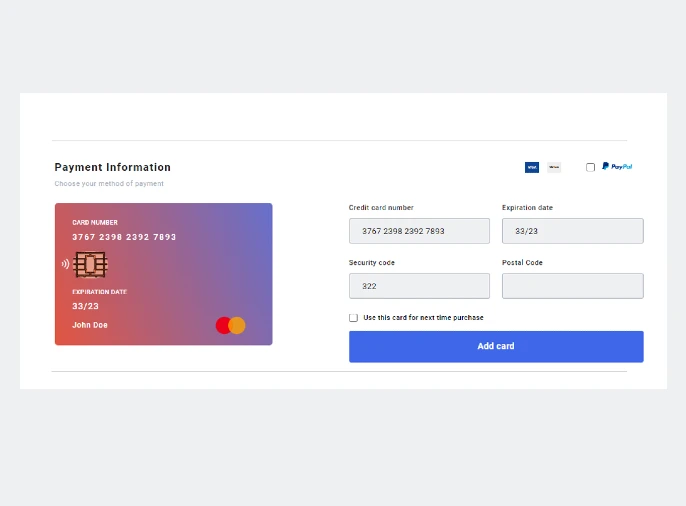 Payment Information
VISA
PayPal
Choose your method of payment
CARD NUMBER
3767 2398 2392 7893
EXPIRATION DATE
33/23
John Doe
Credit card number
Expiration date
3767 2398 2392 7893
33/23
Security code
Postal Code
322
Use this card for next time purchase
Add card